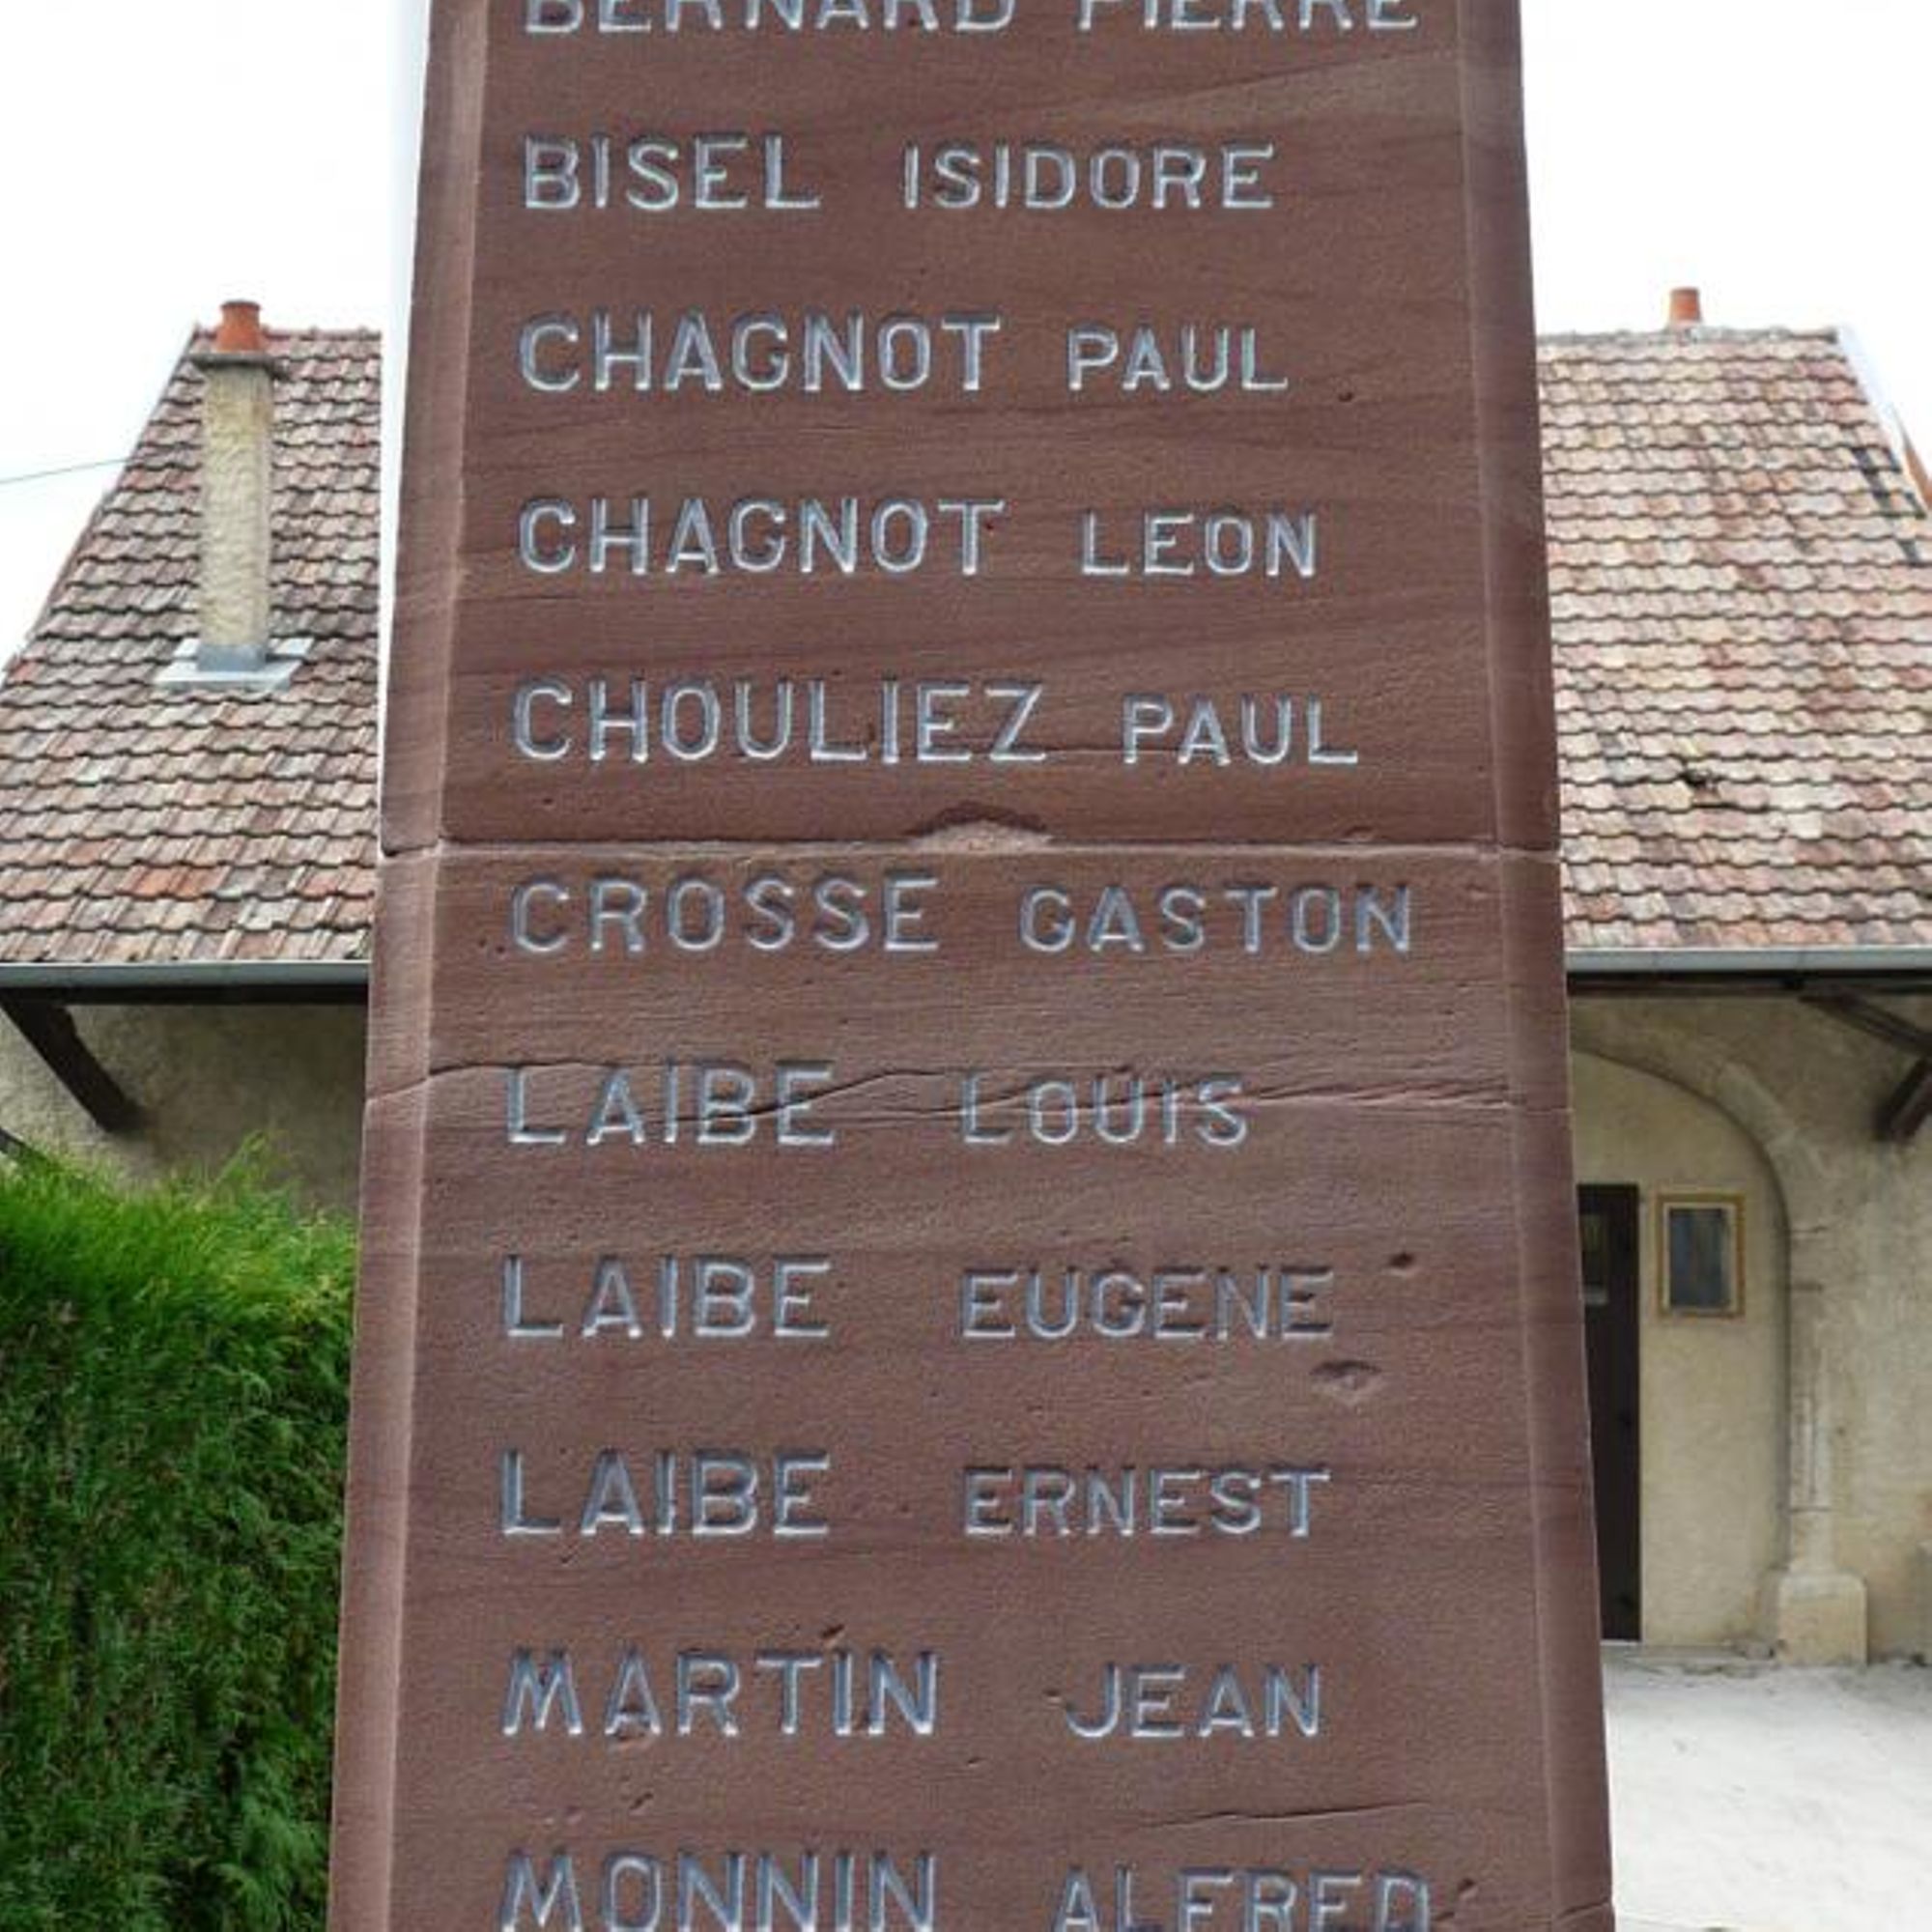 BERNARD PIERRE
BISEL ISIDORE
CHAGNOT PAUL
CHAGNOT LEON
CHOULIEZ PAUL
CROSSE GASTON
LAIBE LOUIS
LAIBE EUGENE
LAIBE ERNEST
MARTIN JEAN
MONNIN ALFRED